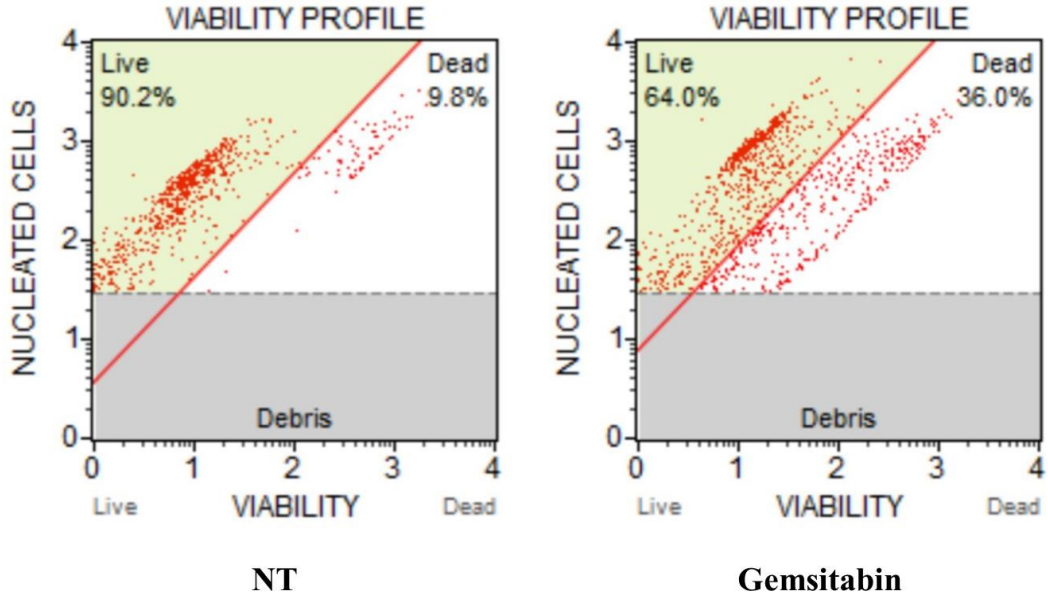 VIABILITY PROFILE
4
Live
90.2%
Dead
9.8%
3
NUCLEATED CELLS
2
1
Debris
0
0 1 2 3 4
Live VIABILITY Dead
NT
VIABILITY PROFILE
4
Live
64.0%
Dead
36.0%
3
NUCLEATED CELLS
2
1
Debris
0
0 1 2 3 4
Live VIABILITY Dead
Gemsitabin